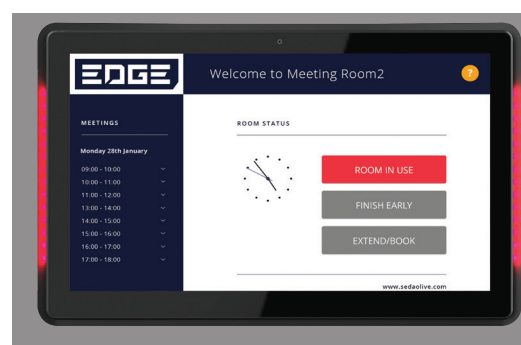 EDGE
Welcome to Meeting Room2
?
MEETINGS
Monday 28th January
09:00 - 10:00
10:00 - 11:00
11:00 - 12:00
13:00 - 14:00
14:00 - 15:00
15:00 - 16:00
16:00 - 17:00
17:00 - 18:00
ROOM STATUS
ROOM IN USE
FINISH EARLY
EXTEND/BOOK
www.sedaolive.com